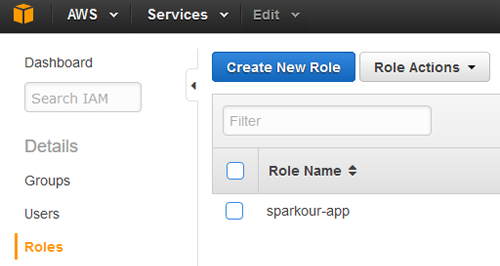 AWS Services Edit
Dashboard
Search IAM
Details
Groups
Users
Roles
Create New Role Role Actions
Filter
Role Name
sparkour-app